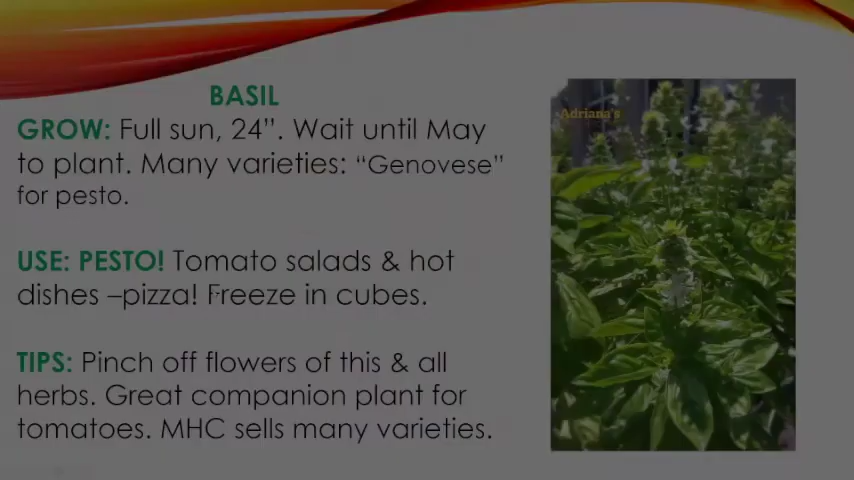 BASIL
GROW: Full sun, 24”. Wait until May
to plant. Many varieties: “Genovese”
for pesto.
USE: PESTO! Tomato salads & hot
dishes –pizza! Freeze in cubes.
TIPS: Pinch off flowers of this & all
herbs. Great companion plant for
tomatoes. MHC sells many varieties.
Adriana's